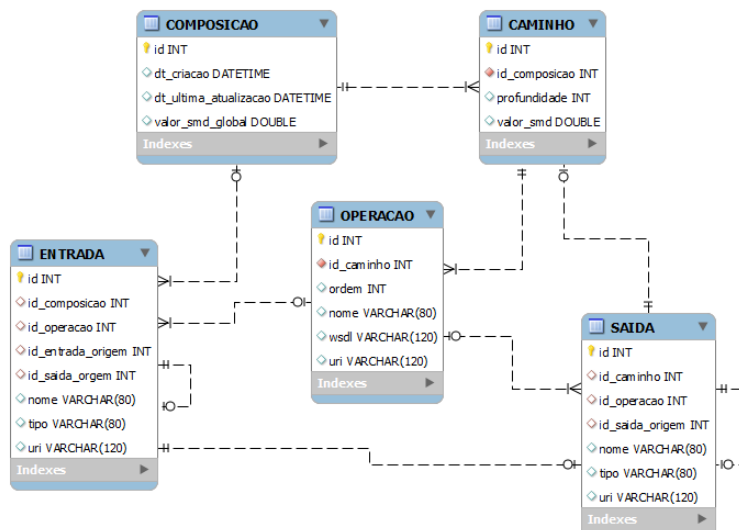 COMPOSICAO
id INT
dt_criacao DATETIME
dt_ultima_atualizacao DATETIME
valor_smd_global DOUBLE
Indexes
CAMINHO
id INT
id_composicao INT
profundidade INT
valor_smd DOUBLE
Indexes
OPERACAO
id INT
id_caminho INT
ordem INT
nome VARCHAR(80)
wsdl VARCHAR(120)
uri VARCHAR(120)
Indexes
ENTRADA
id INT
id_composicao INT
id_operacao INT
id_entrada_origem INT
id_saida_orgem INT
nome VARCHAR(80)
tipo VARCHAR(80)
uri VARCHAR(120)
Indexes
SAIDA
id INT
id_caminho INT
id_operacao INT
id_saida_origem INT
nome VARCHAR(80)
tipo VARCHAR(80)
uri VARCHAR(120)
Indexes